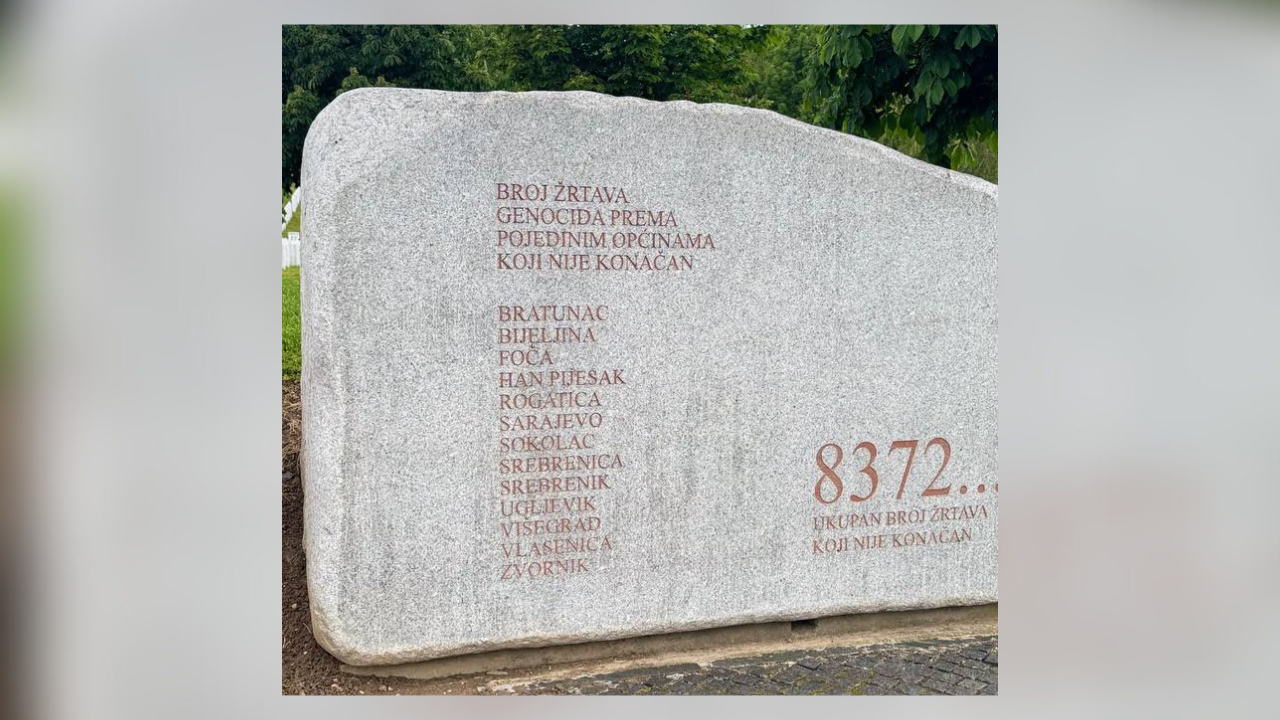 BROJ ŽRTAVA
GENOCIDA PREMA
POJEDINIM OPĆINAMA
KOJI NIJE KONAČAN
BRATUNAC
BIJELJINA
FOČA
HAN PIJESAK
ROGATICA
SARAJEVO
SOKOLAC
SREBRENICA
SREBRENIK
UGLJEVIK
VIŠEGRAD
VLASENICA
ZVORNIK
8372...
UKUPAN BROJ ŽRTAVA
KOJI NIJE KONAČAN